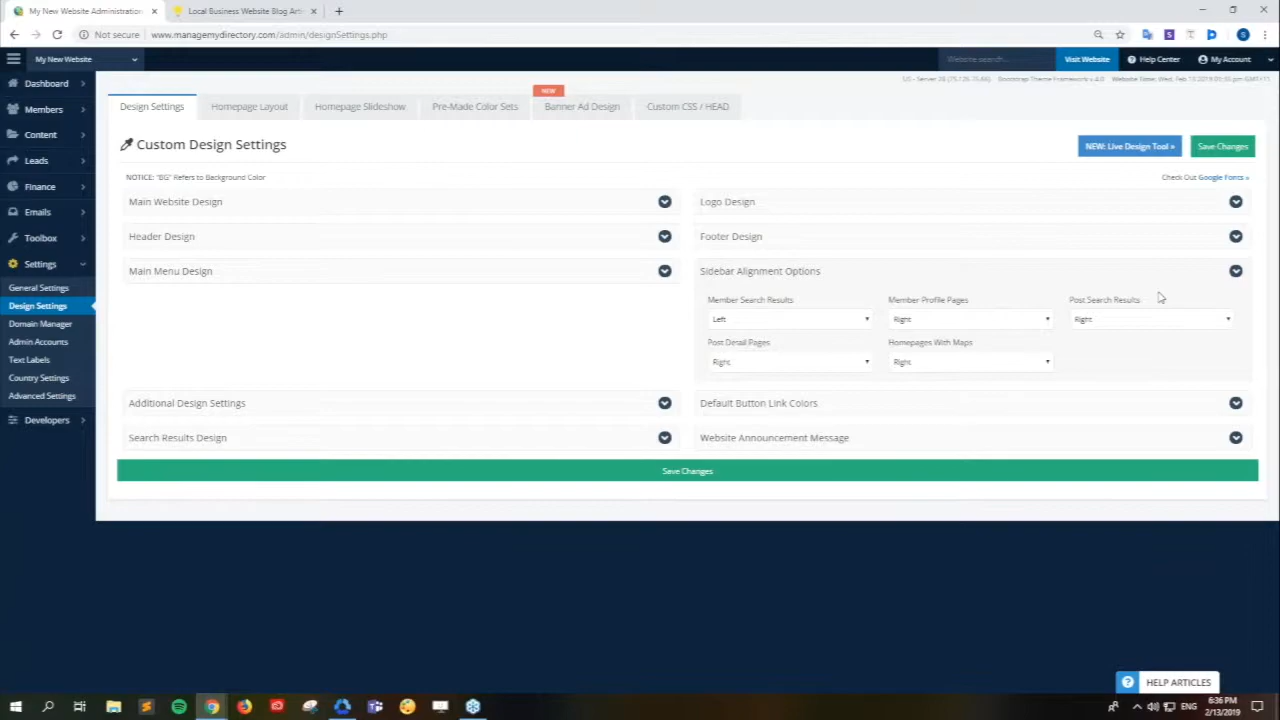 My New Website Administration
Local Business Website Blog Arti
Not secure
www.managemydirectory.com/admin/designSettings.php
My New Website
Website search...
Visit Website
Help Center
My Account
Dashboard
Members
Content
Leads
Finance
Emails
Toolbox
Settings
General Settings
Design Settings
Domain Manager
Admin Accounts
Text Labels
Country Settings
Advanced Settings
Developers
NEW
Design Settings
Homepage Layout
Homepage Slideshow
Pre-Made Color Sets
Banner Ad Design
Custom CSS / HEAD
Custom Design Settings
NEW: Live Design Tool »
Save Changes
NOTICE: "BG" Refers to Background Color
Check Out Google Fonts »
Main Website Design
Logo Design
Header Design
Footer Design
Main Menu Design
Sidebar Alignment Options
Member Search Results
Member Profile Pages
Post Search Results
Left
Right
Right
Post Detail Pages
Homepages With Maps
Right
Right
Additional Design Settings
Default Button Link Colors
Search Results Design
Website Announcement Message
Save Changes
HELP ARTICLES
ENG
6:36 PM
2/13/2019